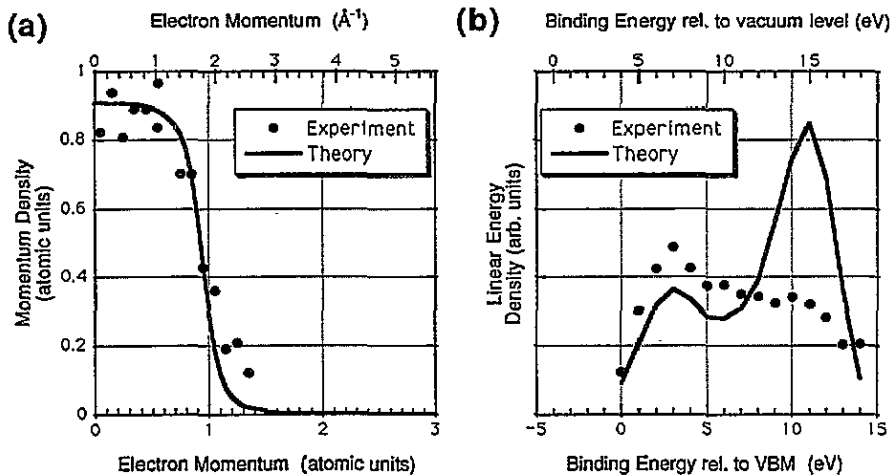 (a)
Electron Momentum (Å⁻¹)
0 1 2 3 4 5
1
0.8
0.6
0.4
0.2
0
Momentum Density
(atomic units)
Experiment
Theory
0 1 2 3
Electron Momentum (atomic units)
(b)
Binding Energy rel. to vacuum level (eV)
0 5 10 15
Linear Energy
Density (arb. units)
Experiment
Theory
-5 0 5 10 15
Binding Energy rel. to VBM (eV)